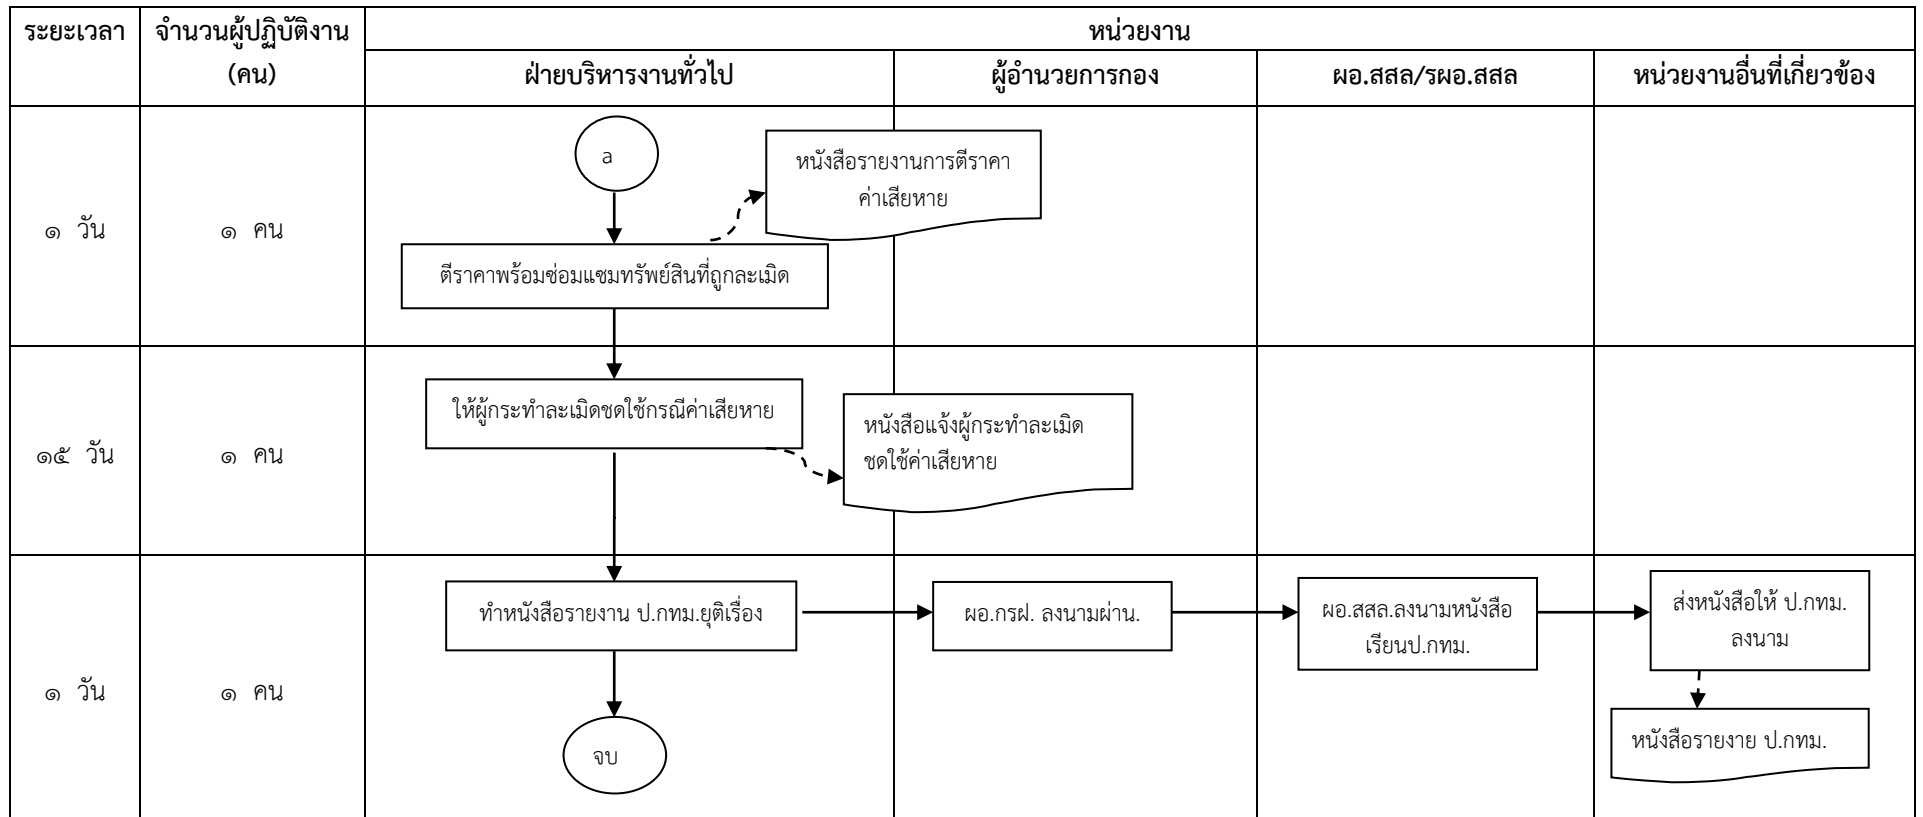 ระยะเวลา
จำนวนผู้ปฏิบัติงาน
(คน)
หน่วยงาน
ฝ่ายบริหารงานทั่วไป
ผู้อำนวยการกอง
ผอ.สสล/รผอ.สสล
หน่วยงานอื่นที่เกี่ยวข้อง
๑ วัน
๑ คน
a
หนังสือรายงานการตีราคา
ค่าเสียหาย
ตีราคาพร้อมซ่อมแซมทรัพย์สินที่ถูกละเมิด
๑๕ วัน
๑ คน
ให้ผู้กระทำละเมิดชดใช้กรณีค่าเสียหาย
หนังสือแจ้งผู้กระทำละเมิด
ชดใช้ค่าเสียหาย
๑ วัน
๑ คน
ทำหนังสือรายงาน ป.กทม.ยุติเรื่อง
ผอ.กรฝ. ลงนามผ่าน.
ผอ.สสล.ลงนามหนังสือ
เรียนป.กทม.
ส่งหนังสือให้ ป.กทม.
ลงนาม
หนังสือรายงาย ป.กทม.
จบ